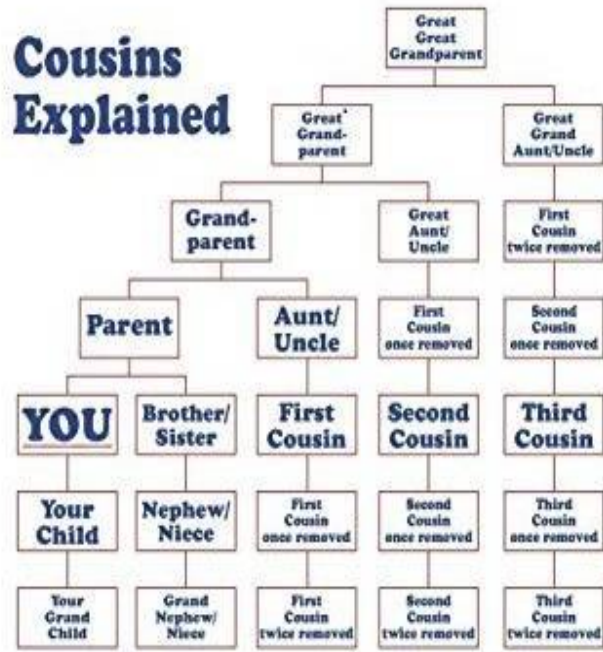 Cousins
Explained
Great
Great
Grandparent
Great
Grand-
parent
Great
Grand
Aunt/Uncle
Grand-
parent
Great
Aunt/
Uncle
First
Cousin
twice removed
Parent
Aunt/
Uncle
First
Cousin
once removed
Second
Cousin
once removed
YOU
Brother/
Sister
First
Cousin
Second
Cousin
Third
Cousin
Your
Child
Nephew/
Niece
First
Cousin
once removed
Second
Cousin
once removed
Third
Cousin
once removed
Your
Grand
Child
Grand
Nephew/
Niece
First
Cousin
twice removed
Second
Cousin
twice removed
Third
Cousin
twice removed